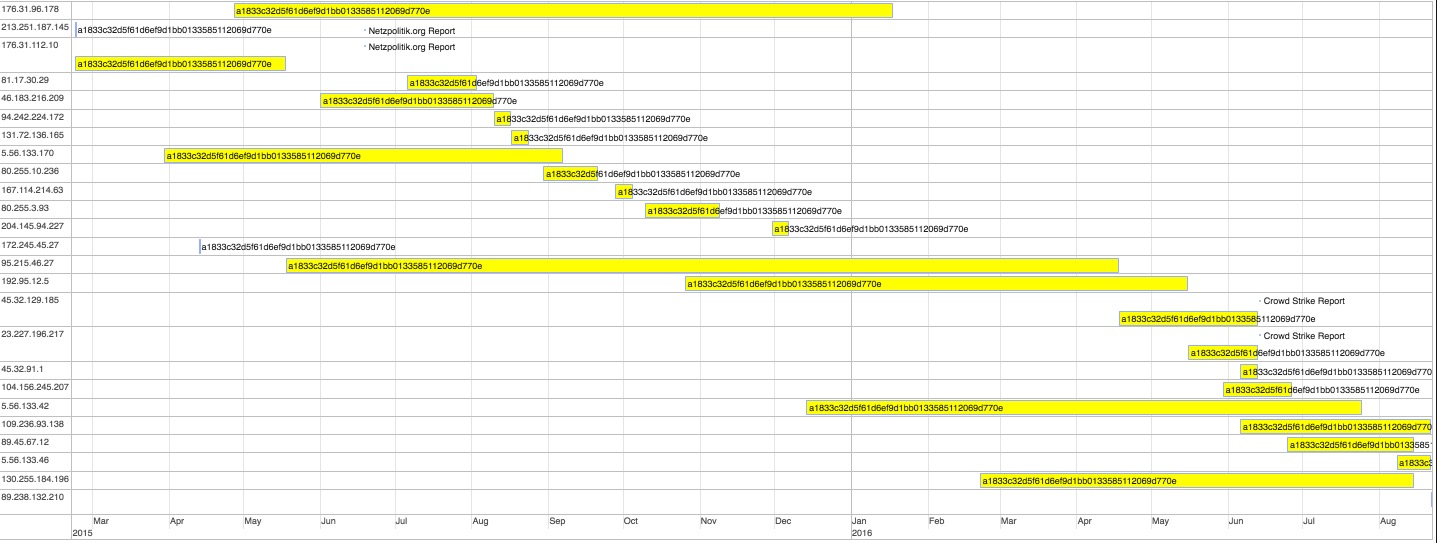 176.31.96.178 a1833c32d5f61d6ef9d1bb0133585112069d770e
213.251.187.145 a1833c32d5f61d6ef9d1bb0133585112069d770e Netzpolitik.org Report
176.31.112.10 Netzpolitik.org Report
a1833c32d5f61d6ef9d1bb0133585112069d770e
81.17.30.29 a1833c32d5f61d6ef9d1bb0133585112069d770e
46.183.216.209 a1833c32d5f61d6ef9d1bb0133585112069d770e
94.242.224.172 a1833c32d5f61d6ef9d1bb0133585112069d770e
131.72.136.165 a1833c32d5f61d6ef9d1bb0133585112069d770e
5.56.133.170 a1833c32d5f61d6ef9d1bb0133585112069d770e
80.255.10.236 a1833c32d5f61d6ef9d1bb0133585112069d770e
167.114.214.63 a1833c32d5f61d6ef9d1bb0133585112069d770e
80.255.3.93 a1833c32d5f61d6ef9d1bb0133585112069d770e
204.145.94.227 a1833c32d5f61d6ef9d1bb0133585112069d770e
172.245.45.27 a1833c32d5f61d6ef9d1bb0133585112069d770e
95.215.46.27 a1833c32d5f61d6ef9d1bb0133585112069d770e
192.95.12.5 a1833c32d5f61d6ef9d1bb0133585112069d770e
45.32.129.185 Crowd Strike Report
a1833c32d5f61d6ef9d1bb0133585112069d770e
23.227.196.217 Crowd Strike Report
a1833c32d5f61d6ef9d1bb0133585112069d770e
45.32.91.1 a1833c32d5f61d6ef9d1bb0133585112069d770
104.156.245.207 a1833c32d5f61d6ef9d1bb0133585112069d770e
5.56.133.42 a1833c32d5f61d6ef9d1bb0133585112069d770e
109.236.93.138 a1833c32d5f61d6ef9d1bb0133585112069d770
89.45.67.12 a1833c32d5f61d6ef9d1bb01335851
5.56.133.46 a1833c3
130.255.184.196 a1833c32d5f61d6ef9d1bb0133585112069d770e
89.238.132.210
Mar Apr May Jun Jul Aug Sep Oct Nov Dec Jan Feb Mar Apr May Jun Jul Aug
2015 2016